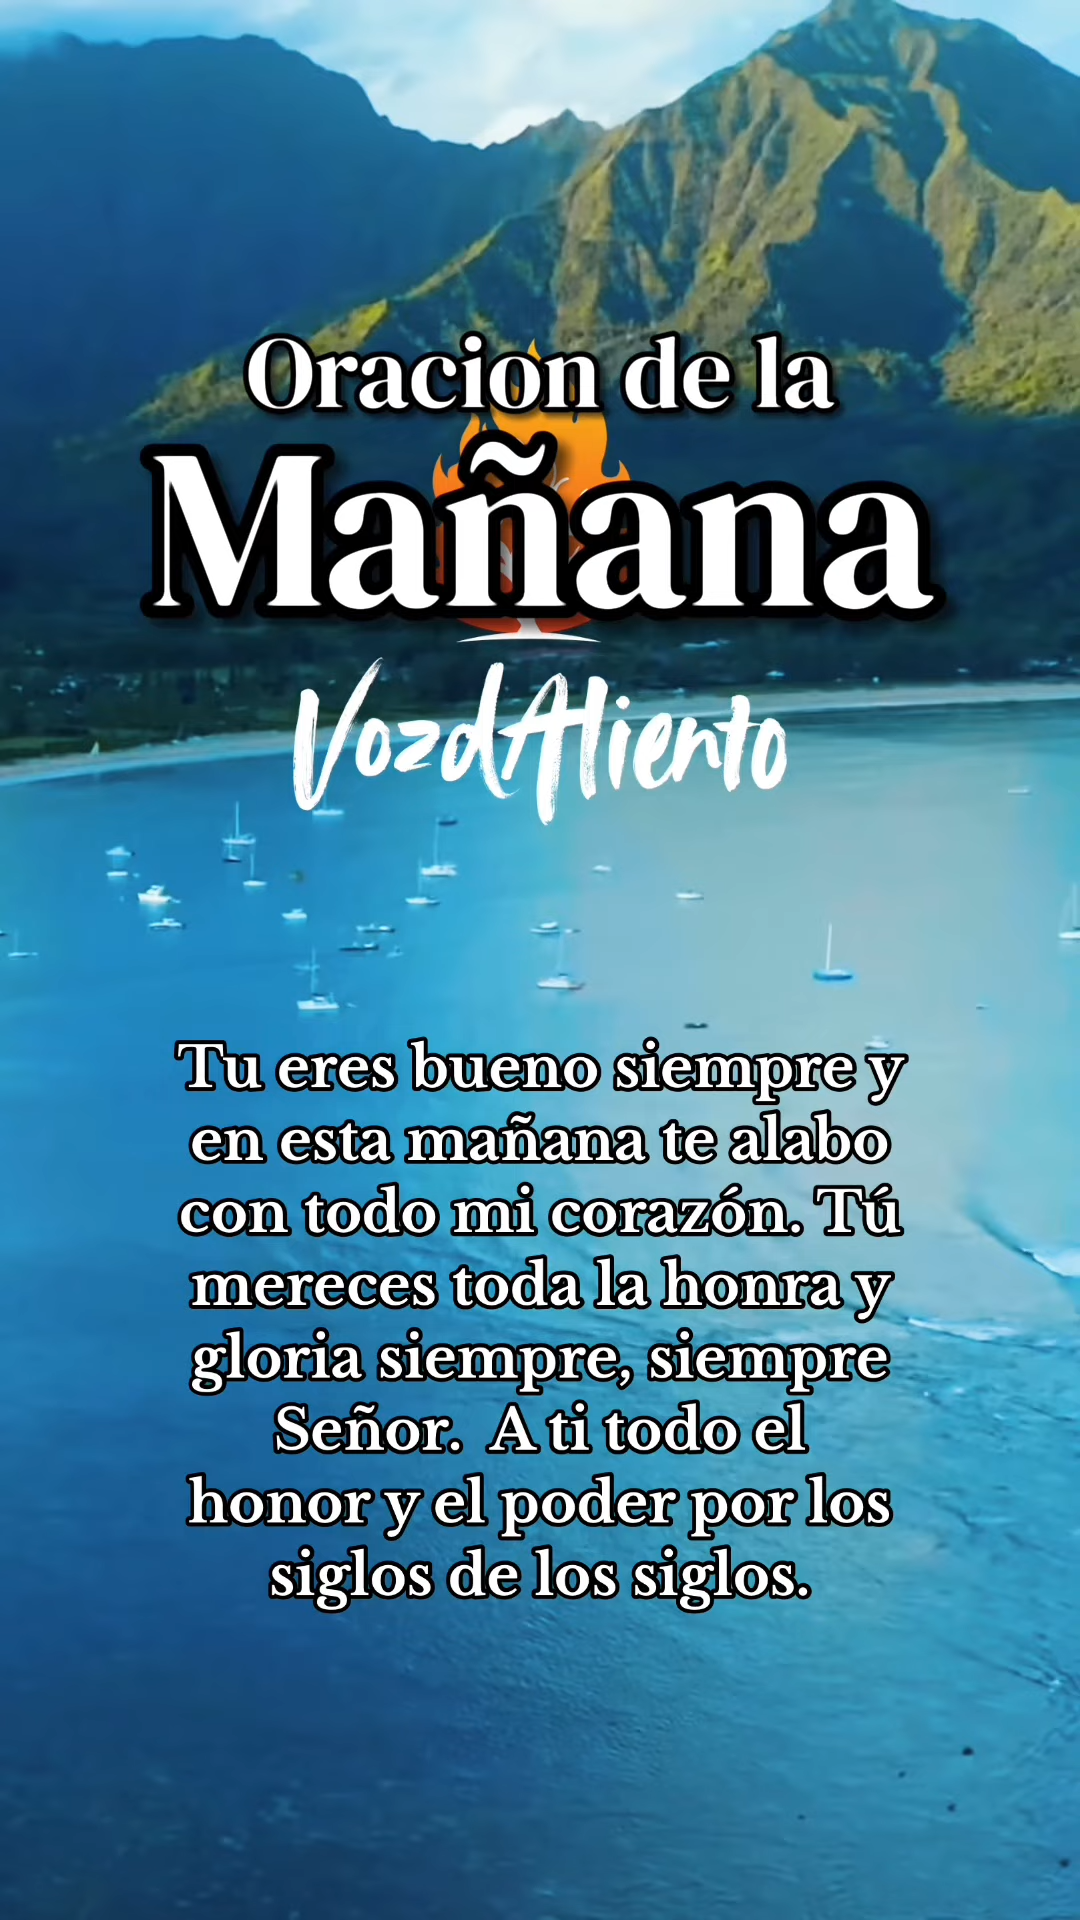 Oracion de la
Mañana
VozdAliento
Tu eres bueno siempre y
en esta mañana te alabo
con todo mi corazón. Tú
mereces toda la honra y
gloria siempre, siempre
Señor.  A ti todo el
honor y el poder por los
siglos de los siglos.